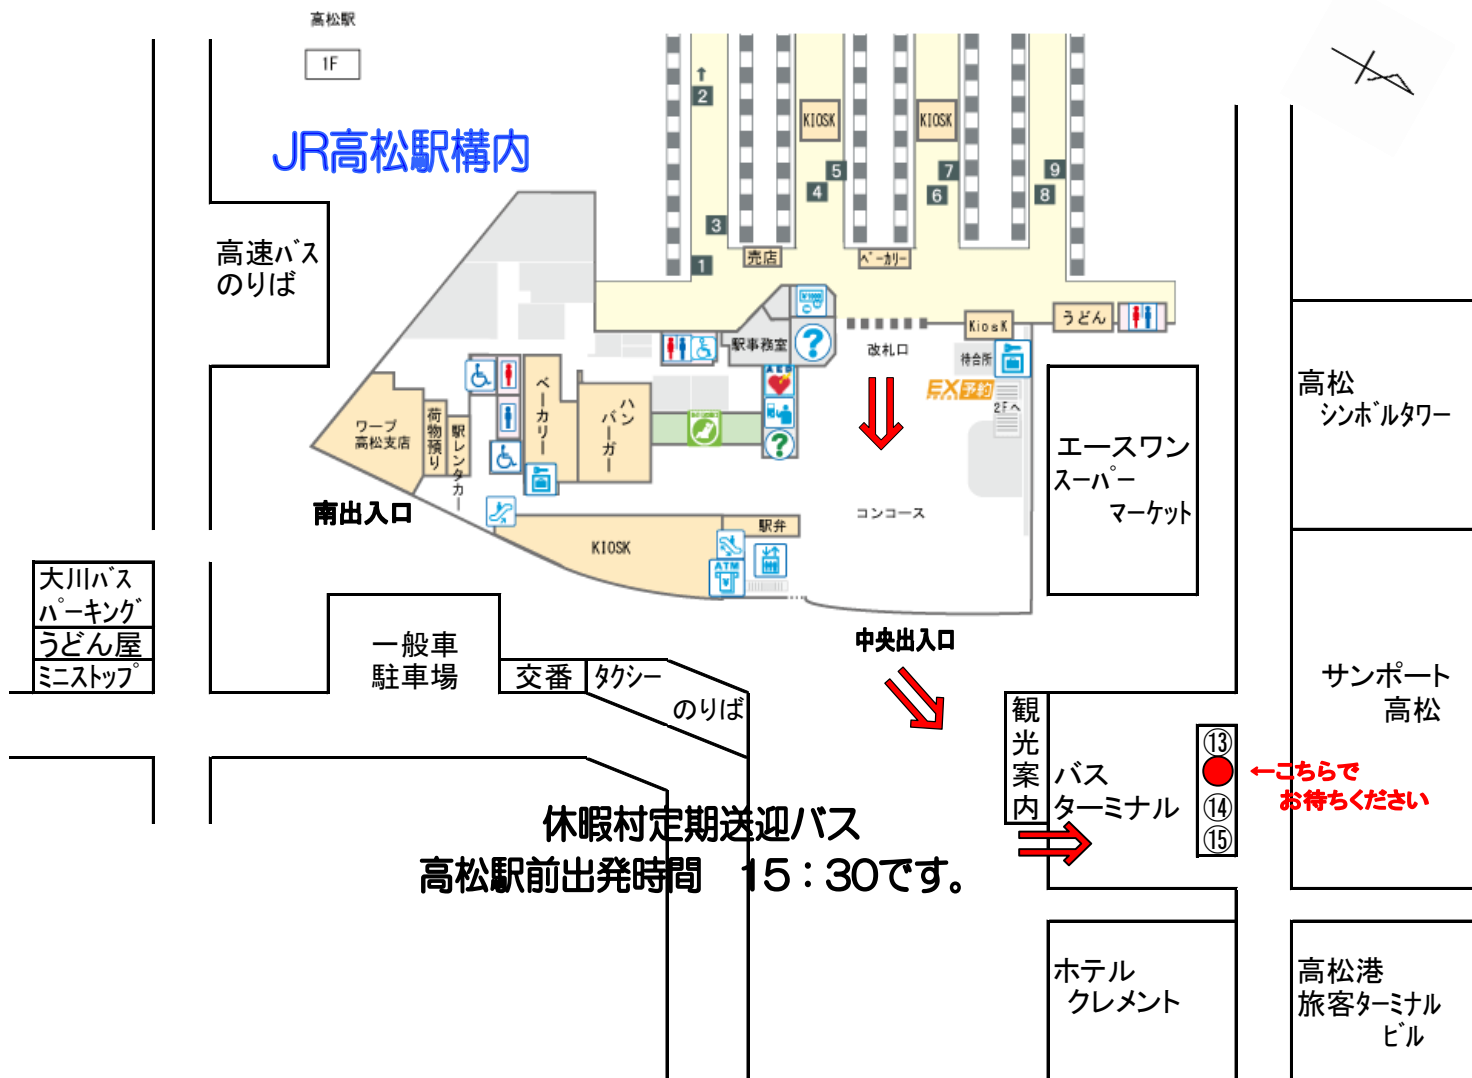 高松駅
1F
JR高松駅構内
↑
2
KIOSK
KIOSK
5
4
7
6
9
8
3
1
売店
ベーカリー
高速バス
のりば
KiosK
うどん
駅事務室
?
改札口
待合所
AED
EX予約
2Fへ
ワープ
高松支店
荷物預り
駅レンタカー
ベーカリー
ハンバーガー
?
コンコース
エースワン
スーパー
マーケット
高松
シンボルタワー
南出入口
KIOSK
駅弁
ATM
大川バス
パーキング
うどん屋
ミニストップ
一般車
駐車場
交番
タクシー
のりば
中央出入口
観光案内
バス
ターミナル
⑬
⑭
⑮
←こちらで
お待ちください
サンポート
高松
休暇村定期送迎バス
高松駅前出発時間 15：30です。
ホテル
クレメント
高松港
旅客ターミナル
ビル